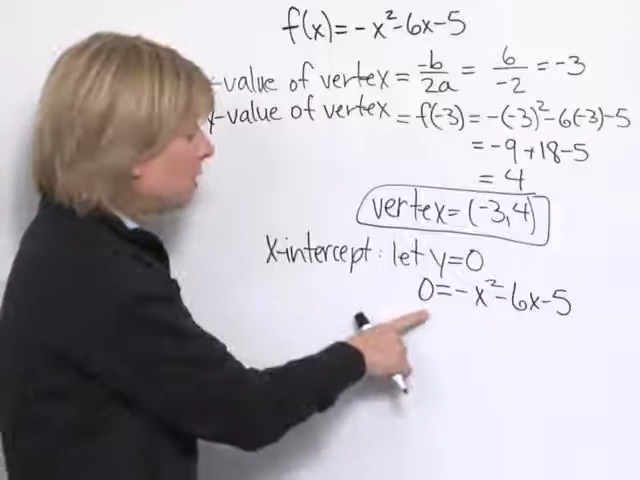 f(x)=-x²-6x-5
-value of vertex = -b/2a = 6/-2 = -3
y-value of vertex = f(-3) = -(-3)²-6(-3)-5
= -9+18-5
= 4
vertex = (-3,4)
x-intercept: let y=0
0=-x²-6x-5